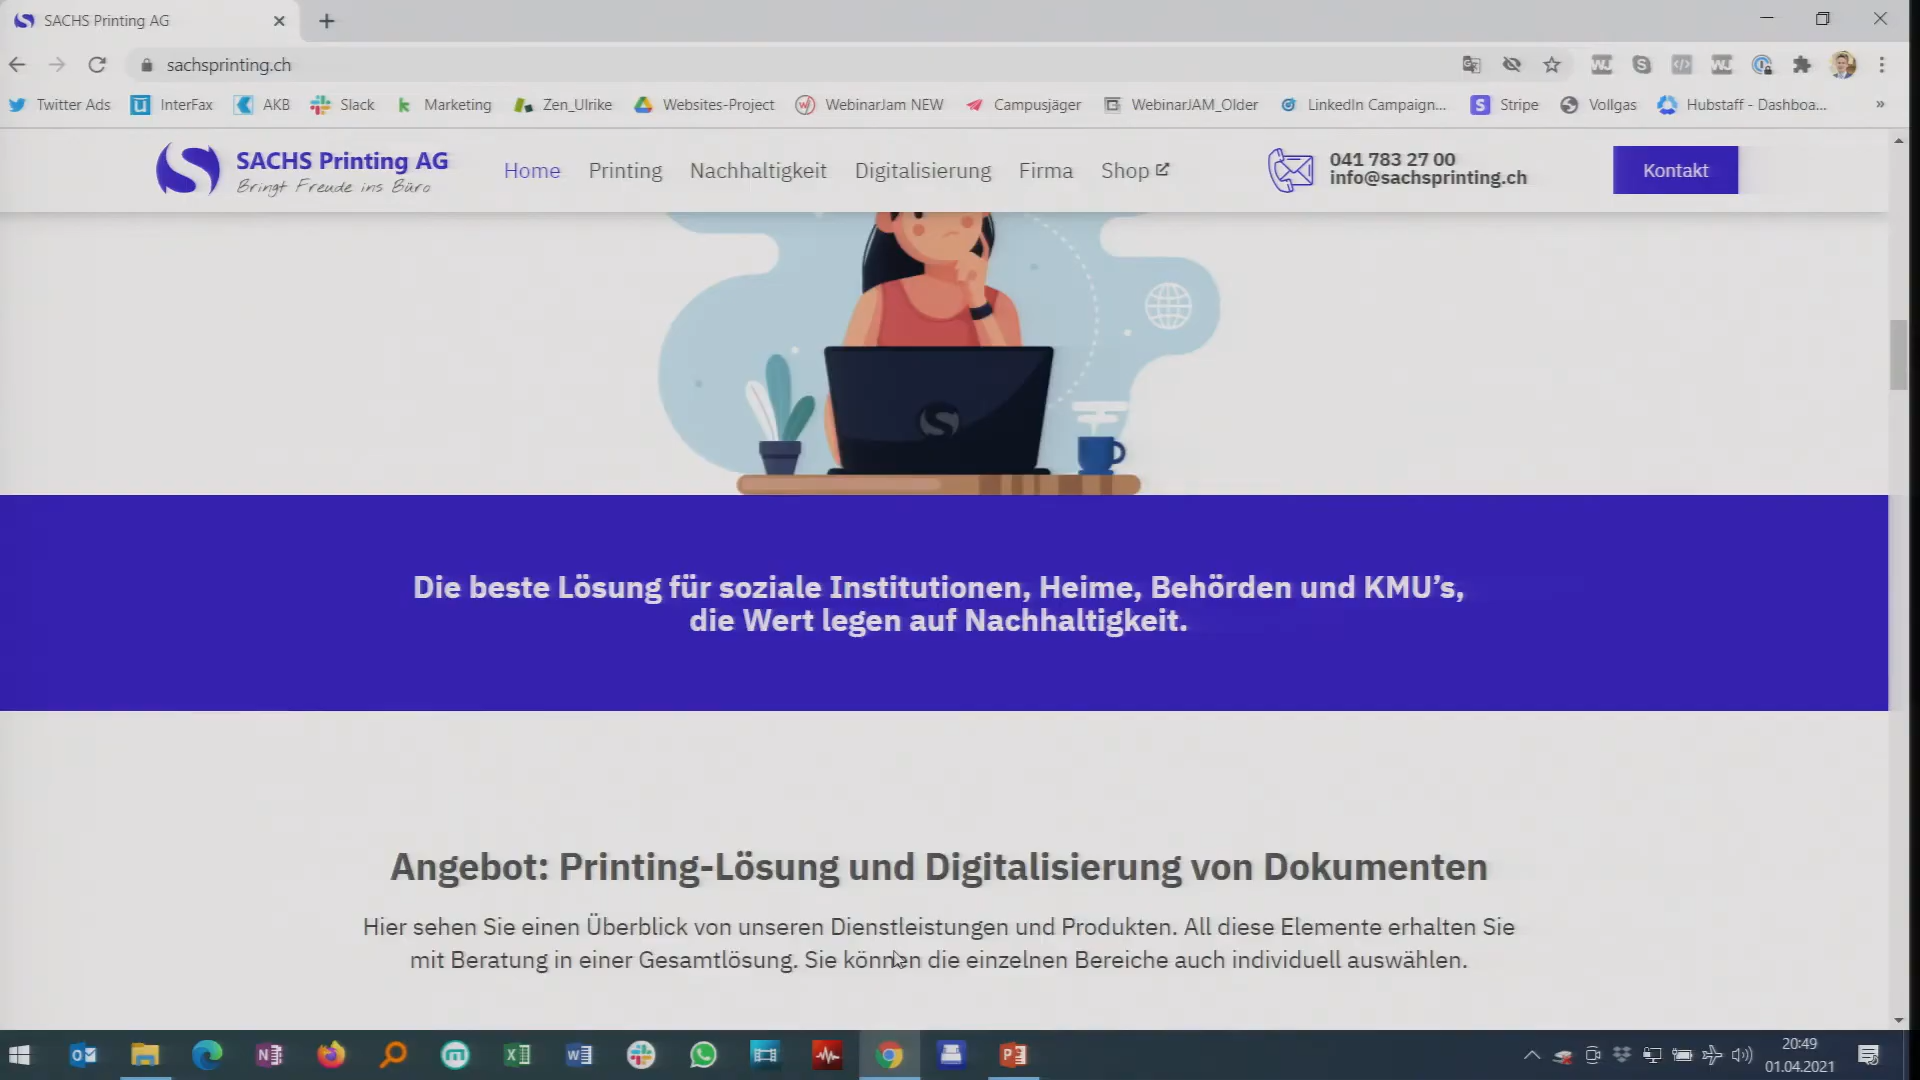 SACHS Printing AG
sachsprinting.ch
Twitter Ads InterFax AKB Slack Marketing Zen_Ulrike Websites-Project WebinarJam NEW Campusjäger WebinarJAM_Older LinkedIn Campaign... Stripe Vollgas Hubstaff - Dashboa... »
SACHS Printing AG
Bringt Freude ins Büro
Home Printing Nachhaltigkeit Digitalisierung Firma Shop
041 783 27 00
info@sachsprinting.ch
Kontakt
Die beste Lösung für soziale Institutionen, Heime, Behörden und KMU’s,
die Wert legen auf Nachhaltigkeit.
Angebot: Printing-Lösung und Digitalisierung von Dokumenten
Hier sehen Sie einen Überblick von unseren Dienstleistungen und Produkten. All diese Elemente erhalten Sie
mit Beratung in einer Gesamtlösung. Sie können die einzelnen Bereiche auch individuell auswählen.
20:49
01.04.2021